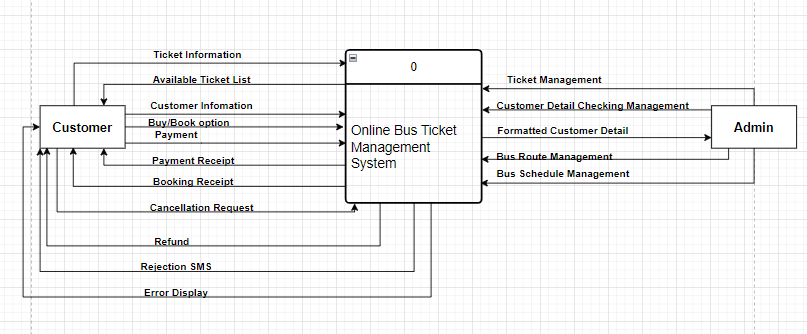 Ticket Information
Available Ticket List
Customer Infomation
Buy/Book option
Payment
Payment Receipt
Booking Receipt
Cancellation Request
Refund
Rejection SMS
Error Display
Customer
0
Online Bus Ticket
Management
System
Ticket Management
Customer Detail Checking Management
Formatted Customer Detail
Bus Route Management
Bus Schedule Management
Admin